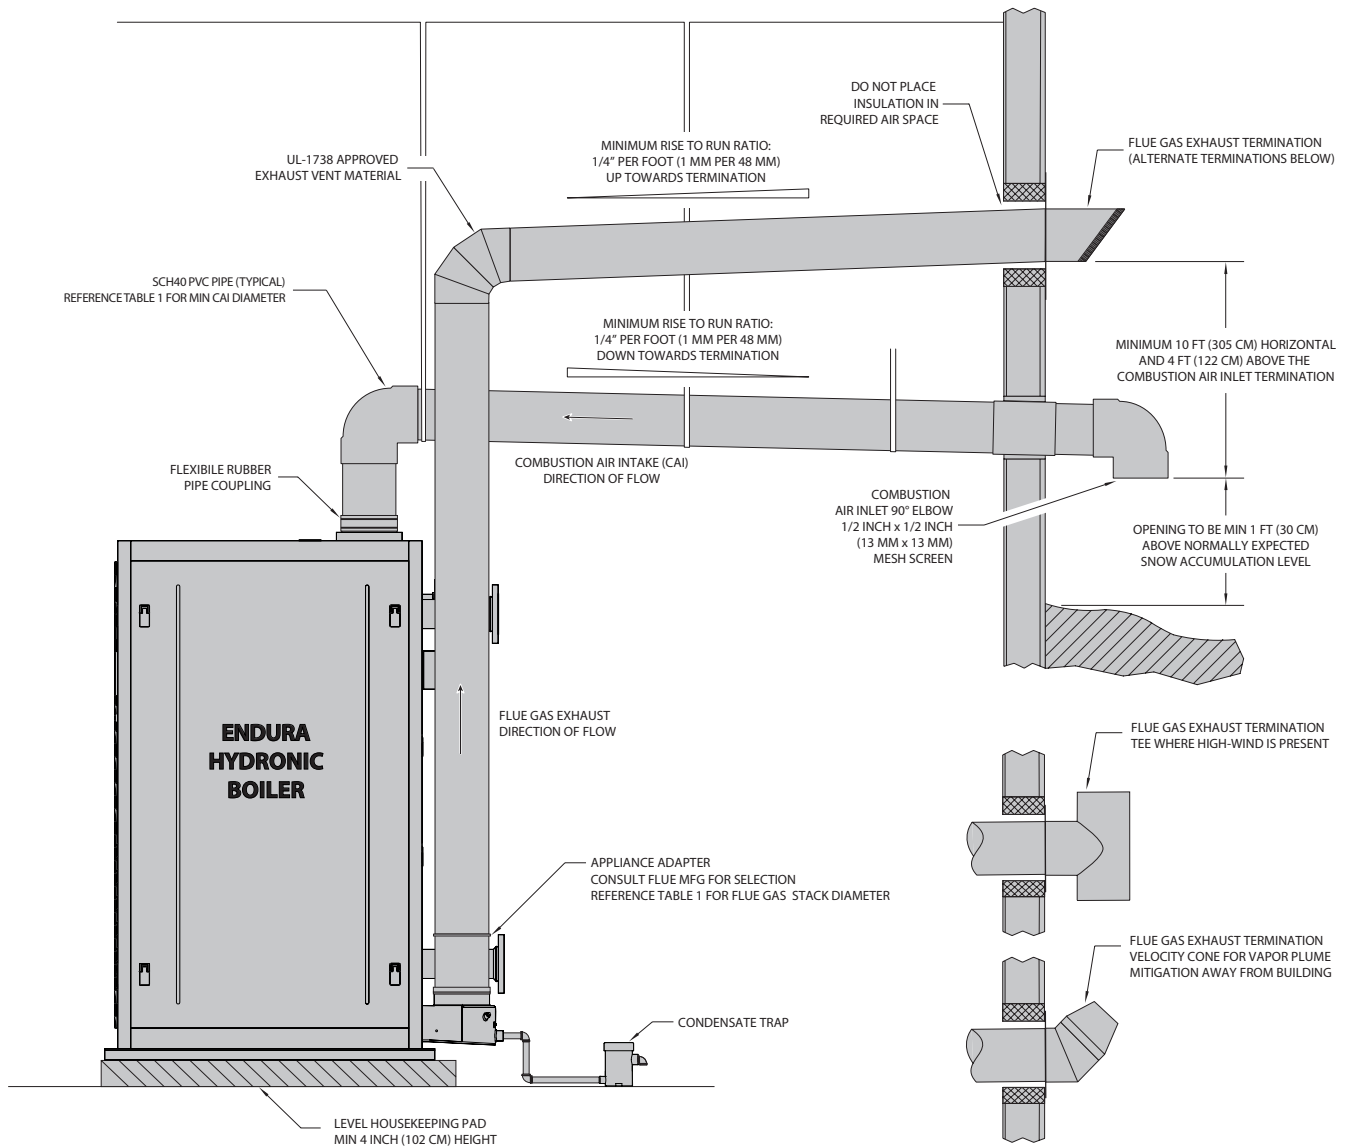 DO NOT PLACE
INSULATION IN
REQUIRED AIR SPACE
FLUE GAS EXHAUST TERMINATION
(ALTERNATE TERMINATIONS BELOW)
MINIMUM RISE TO RUN RATIO:
1/4" PER FOOT (1 MM PER 48 MM)
UP TOWARDS TERMINATION
UL-1738 APPROVED
EXHAUST VENT MATERIAL
SCH40 PVC PIPE (TYPICAL)
REFERENCE TABLE 1 FOR MIN CAI DIAMETER
MINIMUM RISE TO RUN RATIO:
1/4" PER FOOT (1 MM PER 48 MM)
DOWN TOWARDS TERMINATION
MINIMUM 10 FT (305 CM) HORIZONTAL
AND 4 FT (122 CM) ABOVE THE
COMBUSTION AIR INLET TERMINATION
FLEXIBILE RUBBER
PIPE COUPLING
COMBUSTION AIR INTAKE (CAI)
DIRECTION OF FLOW
COMBUSTION
AIR INLET 90° ELBOW
1/2 INCH x 1/2 INCH
(13 MM x 13 MM)
MESH SCREEN
OPENING TO BE MIN 1 FT (30 CM)
ABOVE NORMALLY EXPECTED
SNOW ACCUMULATION LEVEL
ENDURA
HYDRONIC
BOILER
FLUE GAS EXHAUST
DIRECTION OF FLOW
FLUE GAS EXHAUST TERMINATION
TEE WHERE HIGH-WIND IS PRESENT
APPLIANCE ADAPTER
CONSULT FLUE MFG FOR SELECTION
REFERENCE TABLE 1 FOR FLUE GAS STACK DIAMETER
FLUE GAS EXHAUST TERMINATION
VELOCITY CONE FOR VAPOR PLUME
MITIGATION AWAY FROM BUILDING
CONDENSATE TRAP
LEVEL HOUSEKEEPING PAD
MIN 4 INCH (102 CM) HEIGHT